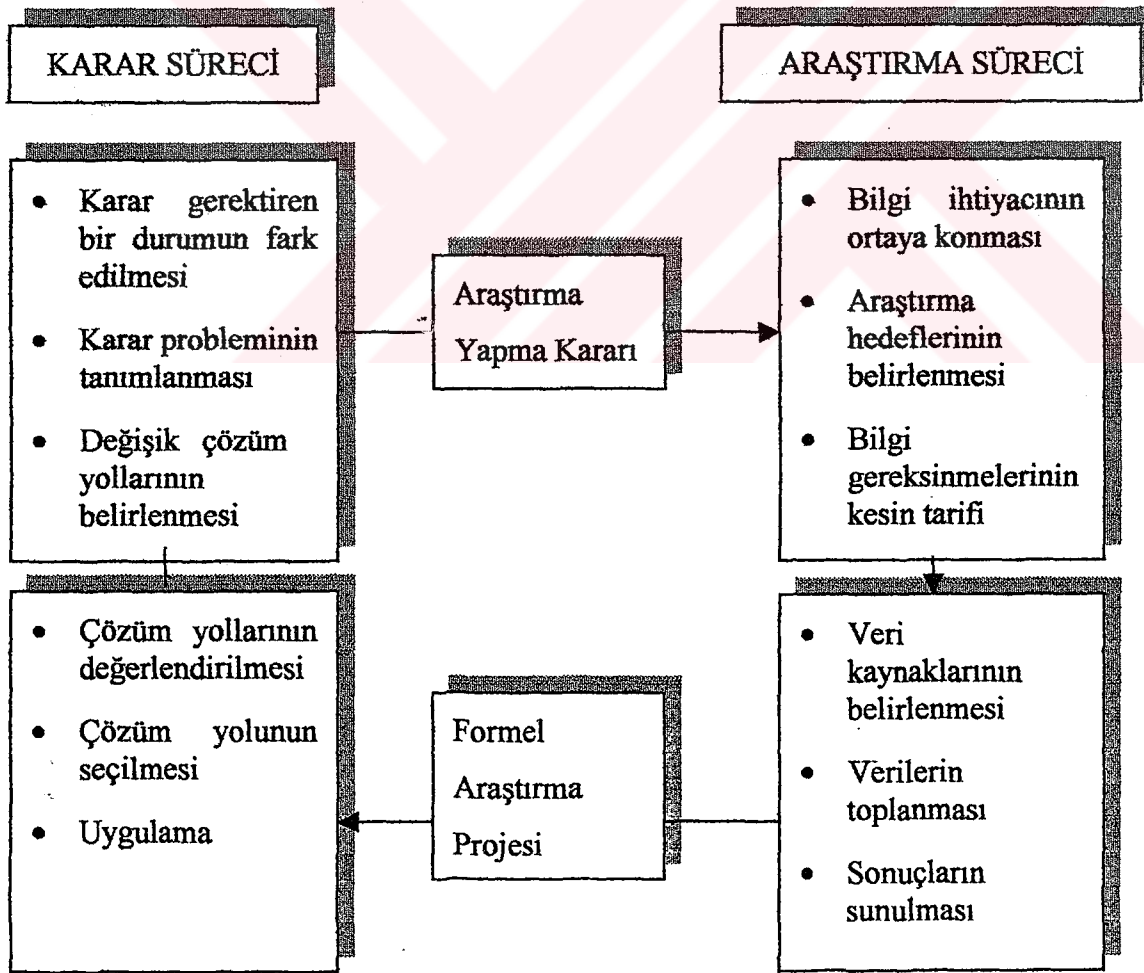 KARAR SÜRECİ
ARAŞTIRMA SÜRECİ
• Karar gerektiren
bir durumun fark
edilmesi
• Karar probleminin
tanımlanması
• Değişik çözüm
yollarının
belirlenmesi
Araştırma
Yapma Kararı
• Bilgi ihtiyacının
ortaya konması
• Araştırma
hedeflerinin
belirlenmesi
• Bilgi
gereksinmelerinin
kesin tarifi
• Çözüm yollarının
değerlendirilmesi
• Çözüm yolunun
seçilmesi
• Uygulama
Formel
Araştırma
Projesi
• Veri
kaynaklarının
belirlenmesi
• Verilerin
toplanması
• Sonuçların
sunulması